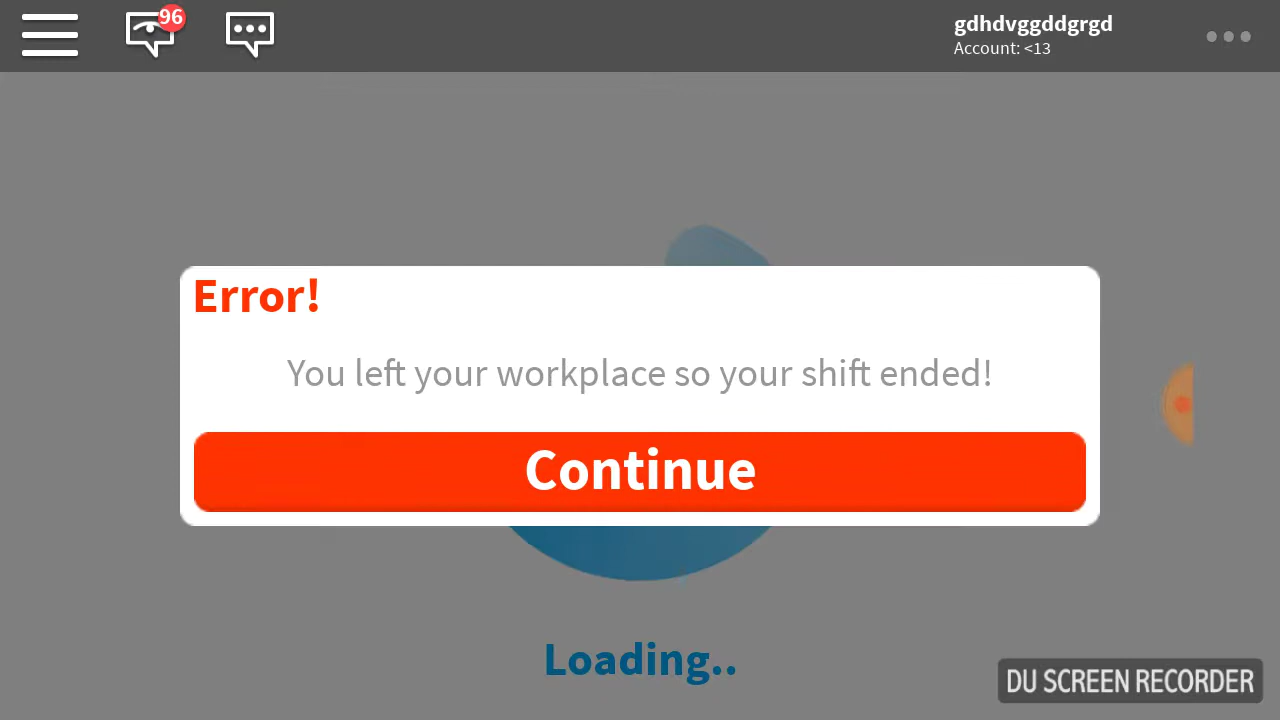 96
gdhdvggddgrgd
Account: <13
Error!
You left your workplace so your shift ended!
Continue
Loading..
DU SCREEN RECORDER